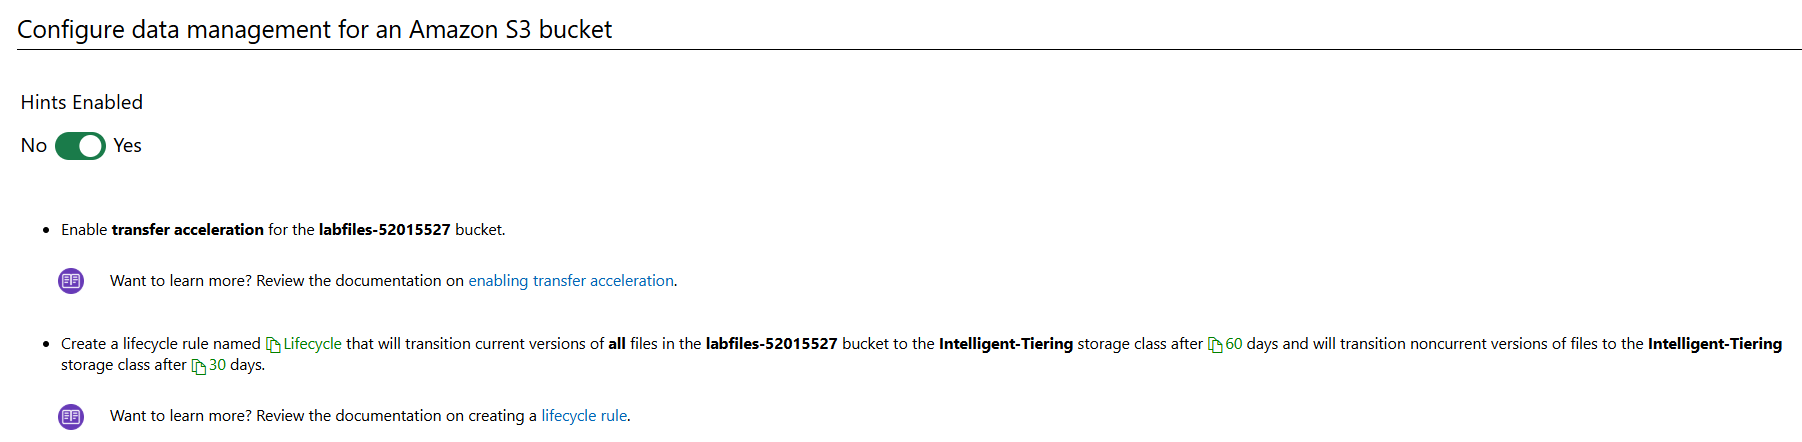 Configure data management for an Amazon S3 bucket
Hints Enabled
No Yes
• Enable transfer acceleration for the labfiles-52015527 bucket.
Want to learn more? Review the documentation on enabling transfer acceleration.
• Create a lifecycle rule named Lifecycle that will transition current versions of all files in the labfiles-52015527 bucket to the Intelligent-Tiering storage class after 60 days and will transition noncurrent versions of files to the Intelligent-Tiering
storage class after 30 days.
Want to learn more? Review the documentation on creating a lifecycle rule.